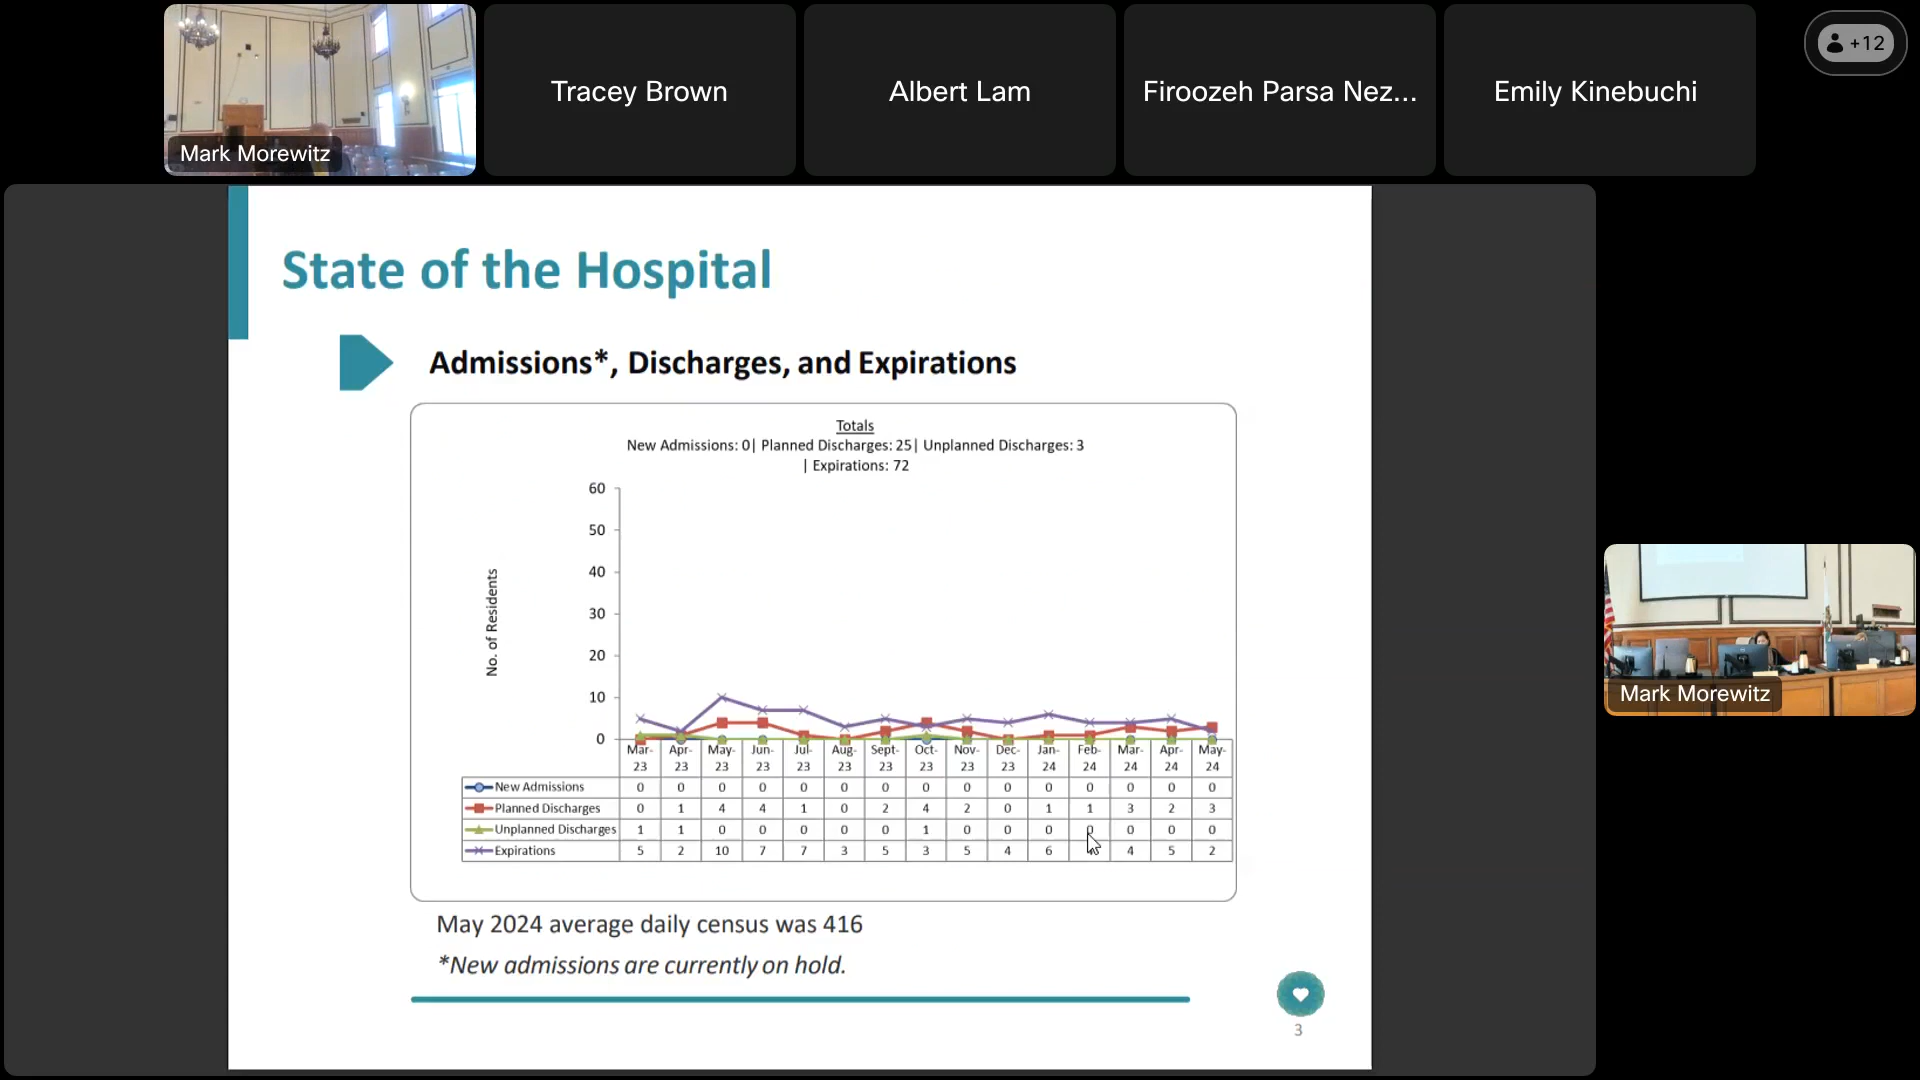 Mark Morewitz
Tracey Brown
Albert Lam
Firoozeh Parsa Nez...
Emily Kinebuchi
+12
State of the Hospital
Admissions*, Discharges, and Expirations
Totals
New Admissions: 0| Planned Discharges: 25| Unplanned Discharges: 3
| Expirations: 72
No. of Residents
60
50
40
30
20
10
0
Mar-23 Apr-23 May-23 Jun-23 Jul-23 Aug-23 Sept-23 Oct-23 Nov-23 Dec-23 Jan-24 Feb-24 Mar-24 Apr-24 May-24
New Admissions 0 0 0 0 0 0 0 0 0 0 0 0 0 0 0
Planned Discharges 0 1 4 4 1 0 2 4 2 0 1 1 3 2 3
Unplanned Discharges 1 1 0 0 0 0 0 1 0 0 0 0 0 0 0
Expirations 5 2 10 7 7 3 5 3 5 4 6 4 5 2
May 2024 average daily census was 416
*New admissions are currently on hold.
3
Mark Morewitz